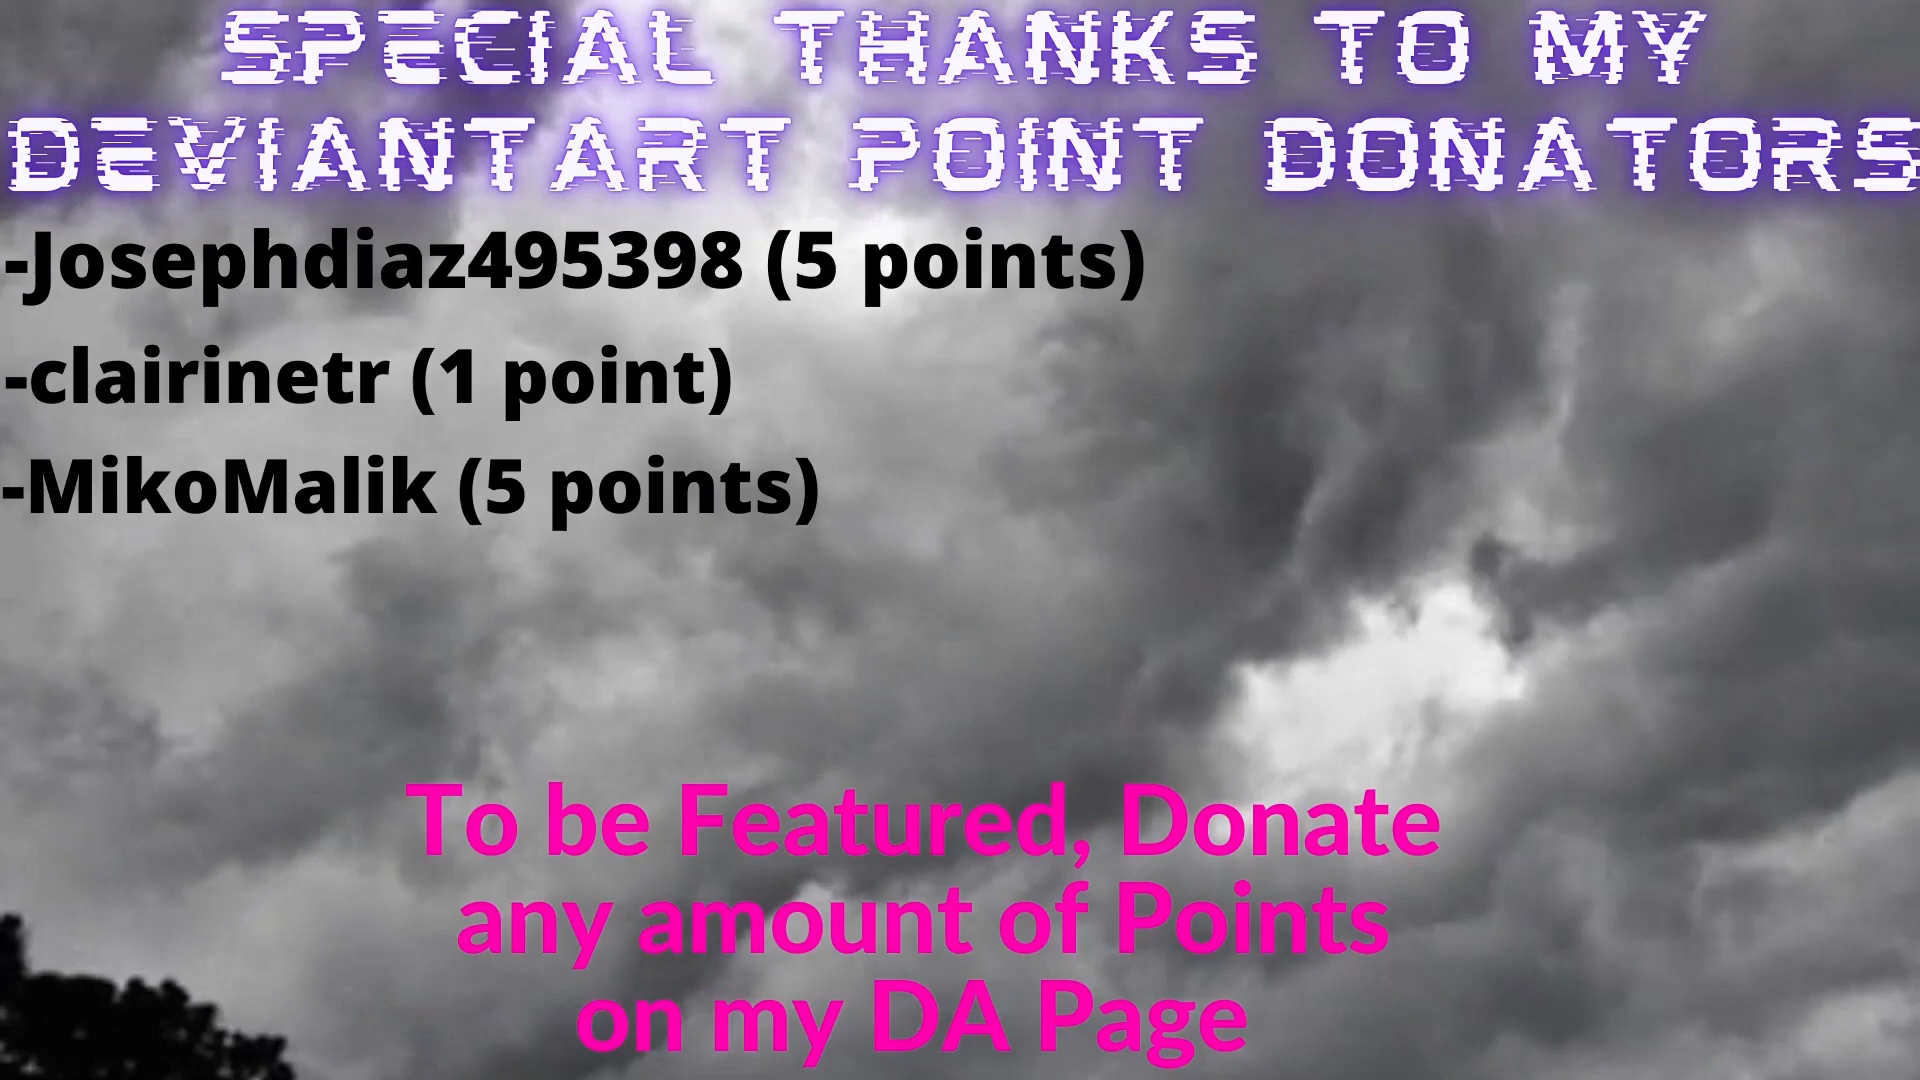 SPECIAL THANKS TO MY
DEVIANTART POINT DONATORS
-Josephdiaz495398 (5 points)
-clairinetr (1 point)
-MikoMalik (5 points)
To be Featured, Donate
any amount of Points
on my DA Page